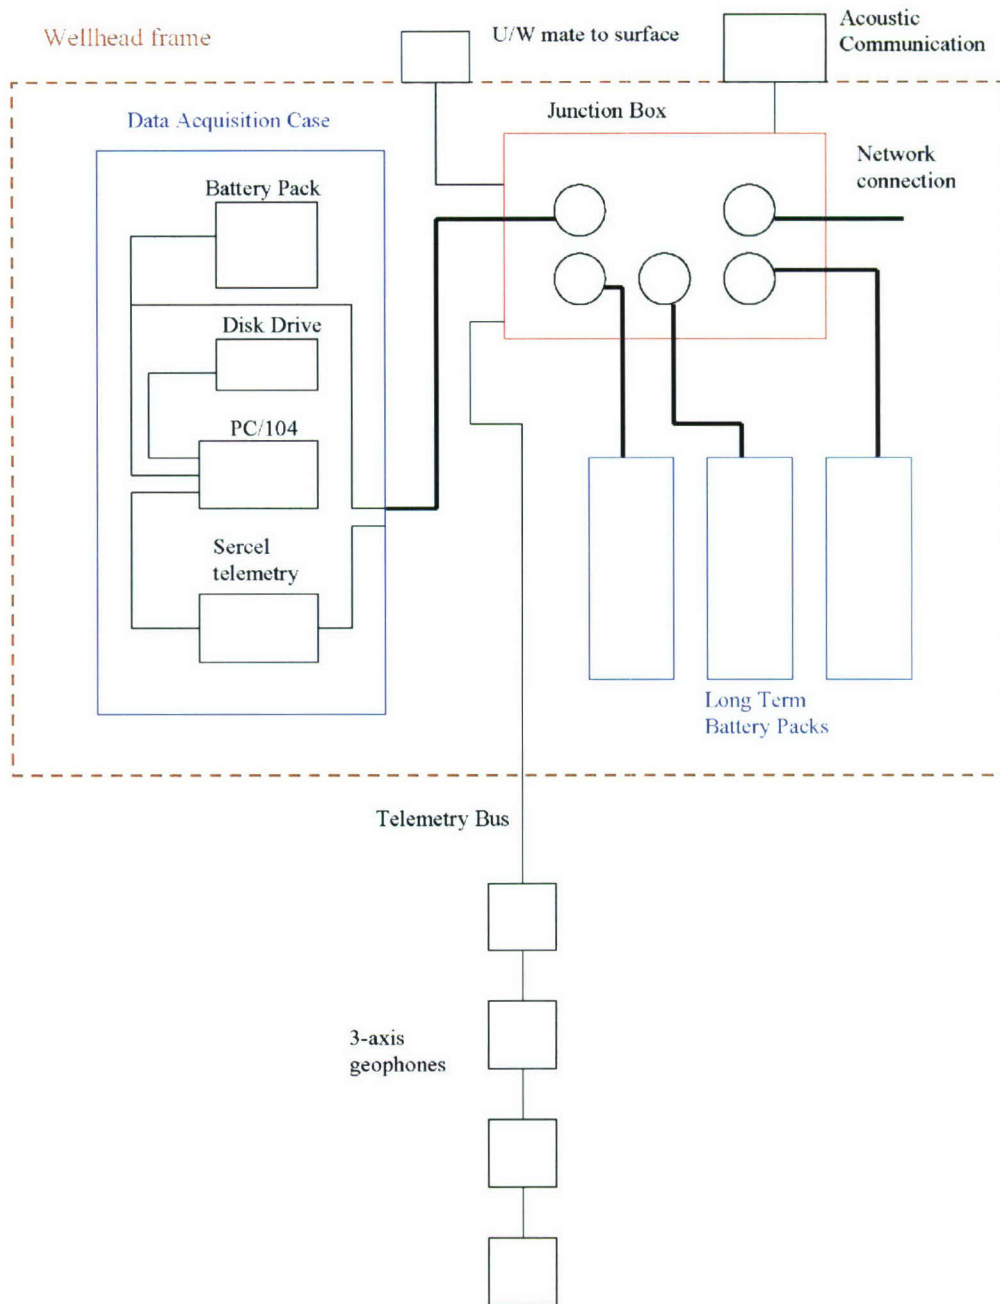 Wellhead frame
U/W mate to surface
Acoustic
Communication
Data Acquisition Case
Junction Box
Network
connection
Battery Pack
Disk Drive
PC/104
Sercel
telemetry
Long Term
Battery Packs
Telemetry Bus
3-axis
geophones